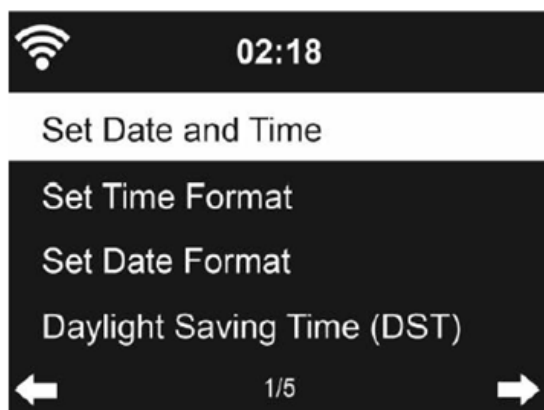 02:18
Set Date and Time
Set Time Format
Set Date Format
Daylight Saving Time (DST)
1/5